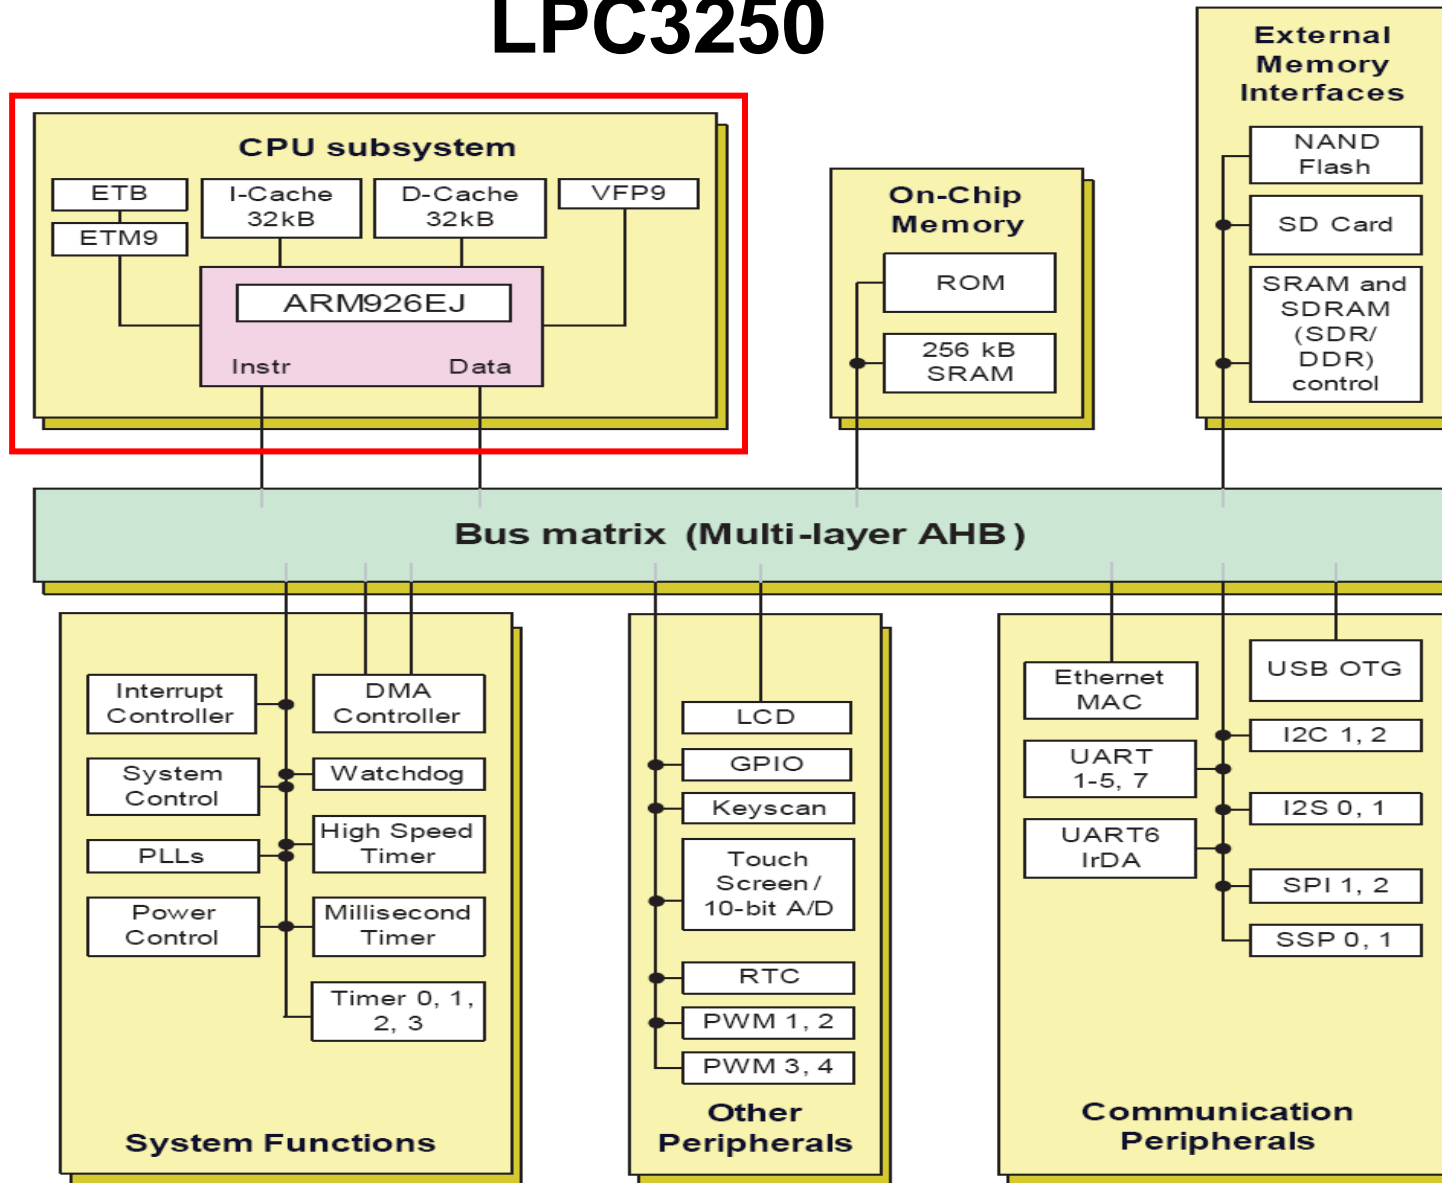 LPC3250
CPU subsystem
ETB
ETM9
I-Cache
32kB
D-Cache
32kB
VFP9
ARM926EJ
Instr
Data
On-Chip
Memory
ROM
256 kB
SRAM
External
Memory
Interfaces
NAND
Flash
SD Card
SRAM and
SDRAM
(SDR/
DDR)
control
Bus matrix (Multi-layer AHB)
Interrupt
Controller
System
Control
PLLs
Power
Control
DMA
Controller
Watchdog
High Speed
Timer
Millisecond
Timer
Timer 0, 1,
2, 3
System Functions
LCD
GPIO
Keyscan
Touch
Screen/
10-bit A/D
RTC
PWM 1, 2
PWM 3, 4
Other
Peripherals
Ethernet
MAC
UART
1-5, 7
UART6
IrDA
USB OTG
I2C 1, 2
I2S 0, 1
SPI 1, 2
SSP 0, 1
Communication
Peripherals